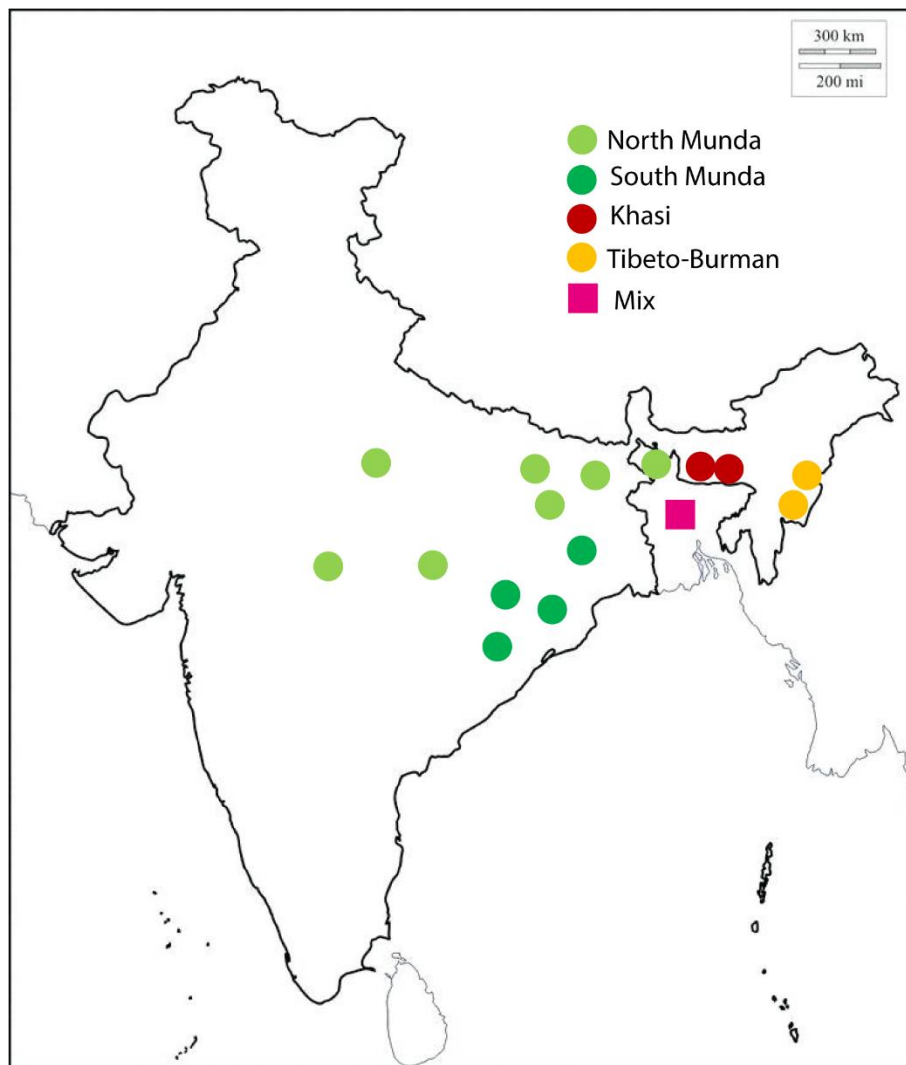 300 km
200 mi
North Munda
South Munda
Khasi
Tibeto-Burman
Mix